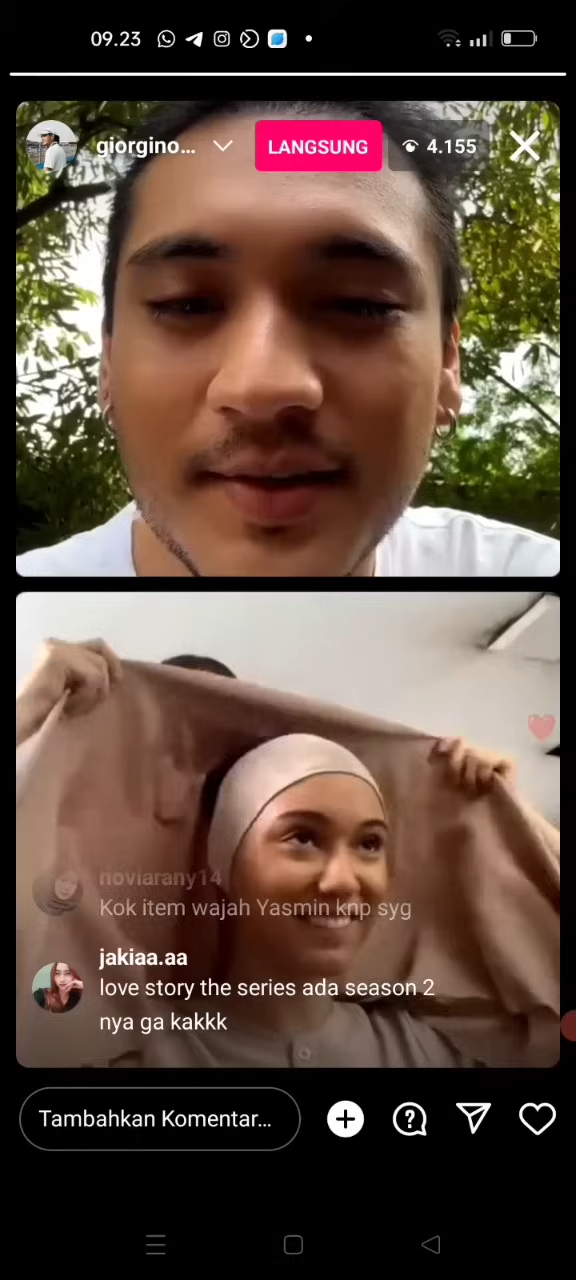 09.23
giorgino...
LANGSUNG
4.155
noviarany14
Kok item wajah Yasmin knp syg
jakiaa.aa
love story the series ada season 2
nya ga kakkk
Tambahkan Komentar...